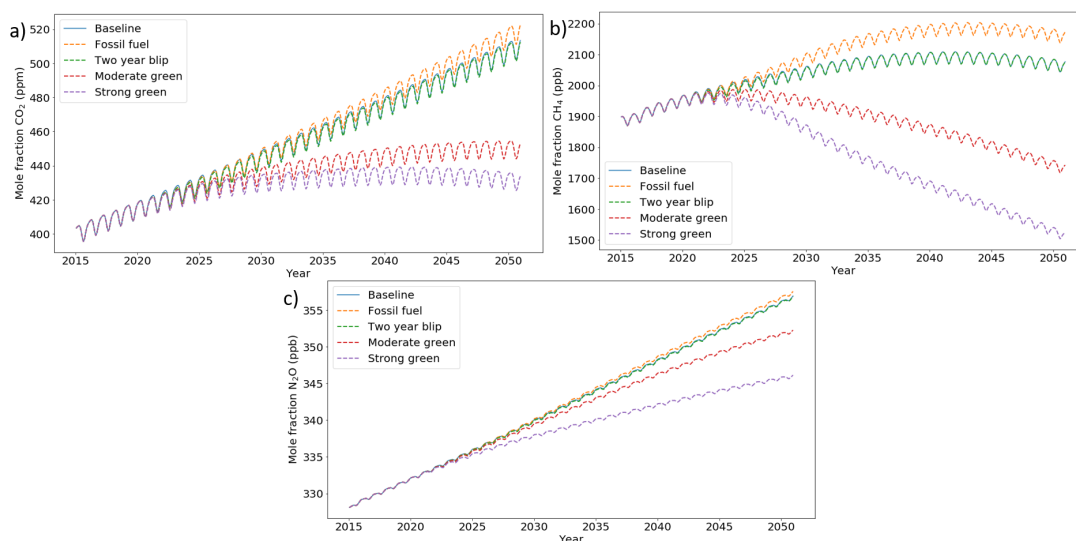 a)
Baseline
Fossil fuel
Two year blip
Moderate green
Strong green
Mole fraction CO₂ (ppm)
520
500
480
460
440
420
400
2015 2020 2025 2030 2035 2040 2045 2050
Year
b)
2200
2100
2000
1900
1800
1700
1600
1500
Mole fraction CH₄ (ppb)
Baseline
Fossil fuel
Two year blip
Moderate green
Strong green
2015 2020 2025 2030 2035 2040 2045 2050
Year
c)
Baseline
Fossil fuel
Two year blip
Moderate green
Strong green
Mole fraction N₂O (ppb)
355
350
345
340
335
330
2015 2020 2025 2030 2035 2040 2045 2050
Year